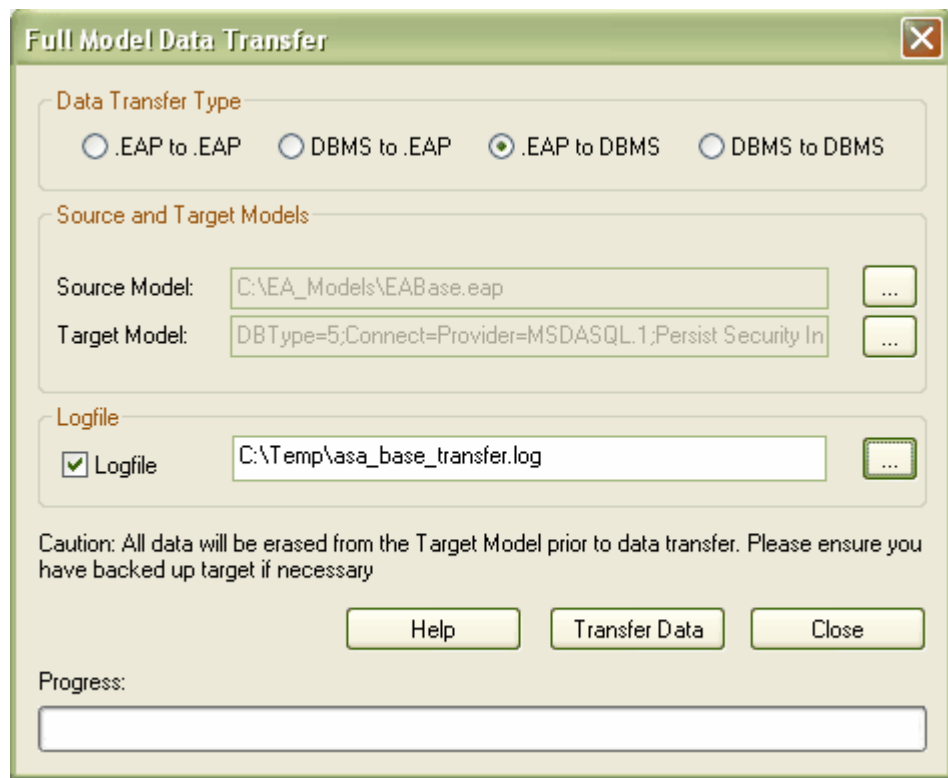 Full Model Data Transfer
Data Transfer Type
.EAP to .EAP DBMS to .EAP .EAP to DBMS DBMS to DBMS
Source and Target Models
Source Model: C:\EA_Models\EABase.eap ...
Target Model: DBType=5;Connect=Provider=MSDASQL.1;Persist Security In ...
Logfile
Logfile C:\Temp\asa_base_transfer.log ...
Caution: All data will be erased from the Target Model prior to data transfer. Please ensure you
have backed up target if necessary
Help Transfer Data Close
Progress: